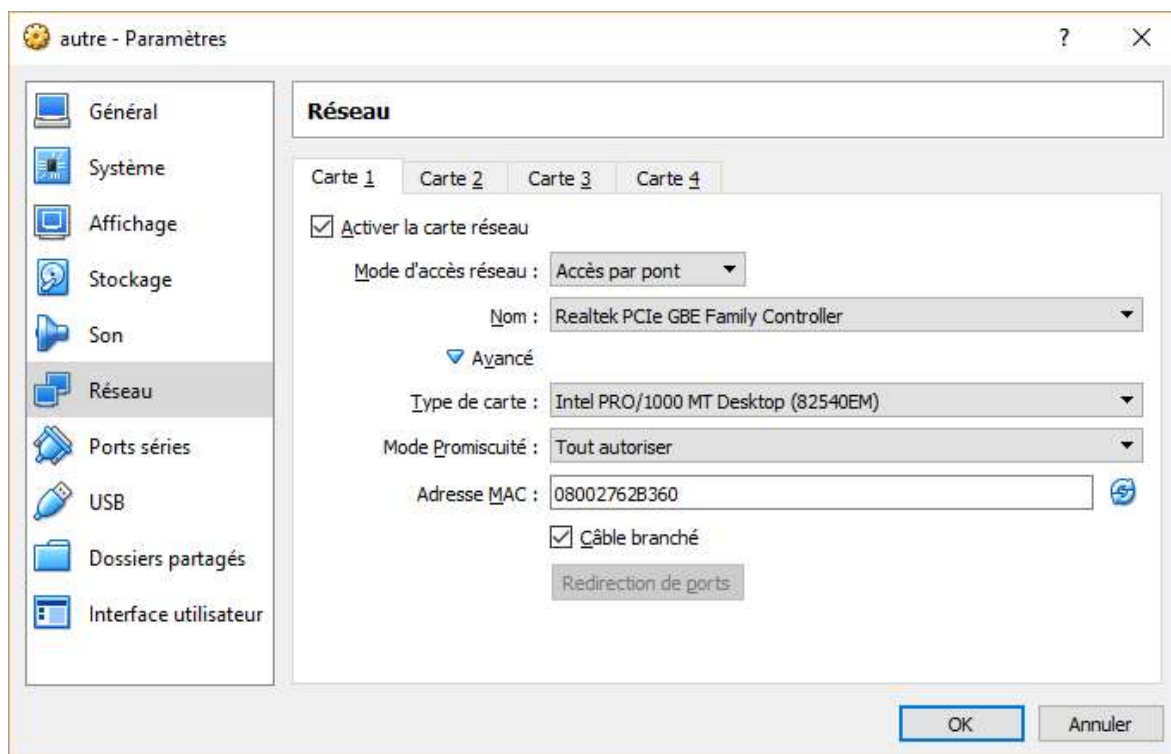 autre - Paramètres
?
Général
Système
Affichage
Stockage
Son
Réseau
Ports séries
USB
Dossiers partagés
Interface utilisateur
Réseau
Carte 1 Carte 2 Carte 3 Carte 4
Activer la carte réseau
Mode d'accès réseau : Accès par pont
Nom : Realtek PCIe GBE Family Controller
Avancé
Type de carte : Intel PRO/1000 MT Desktop (82540EM)
Mode Promiscuité : Tout autoriser
Adresse MAC : 08002762B360
Câble branché
Redirection de ports
OK Annuler